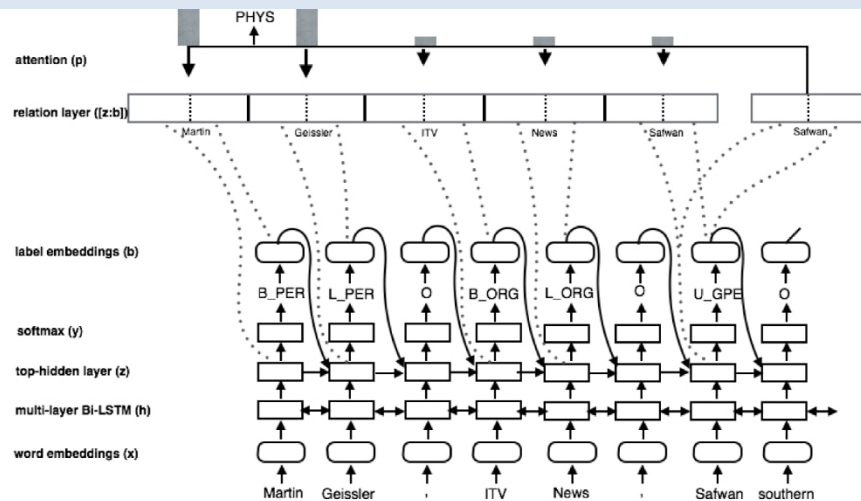 PHYS
attention (p)
relation layer ([z:b])
Martin Geissler ITV News Safwan Safwan
label embeddings (b)
B_PER L_PER O B_ORG L_ORG O U_GPE O
softmax (y)
top-hidden layer (z)
multi-layer Bi-LSTM (h)
word embeddings (x)
Martin Geissler , ITV News , Safwan southern